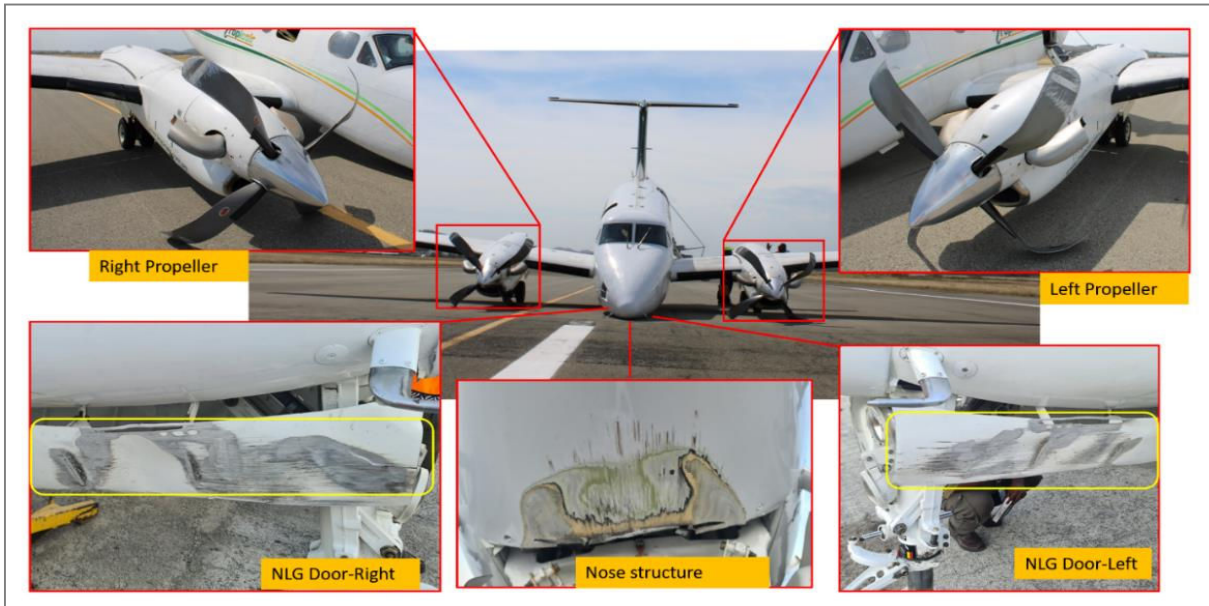 Right Propeller
Left Propeller
NLG Door-Right
Nose structure
NLG Door-Left